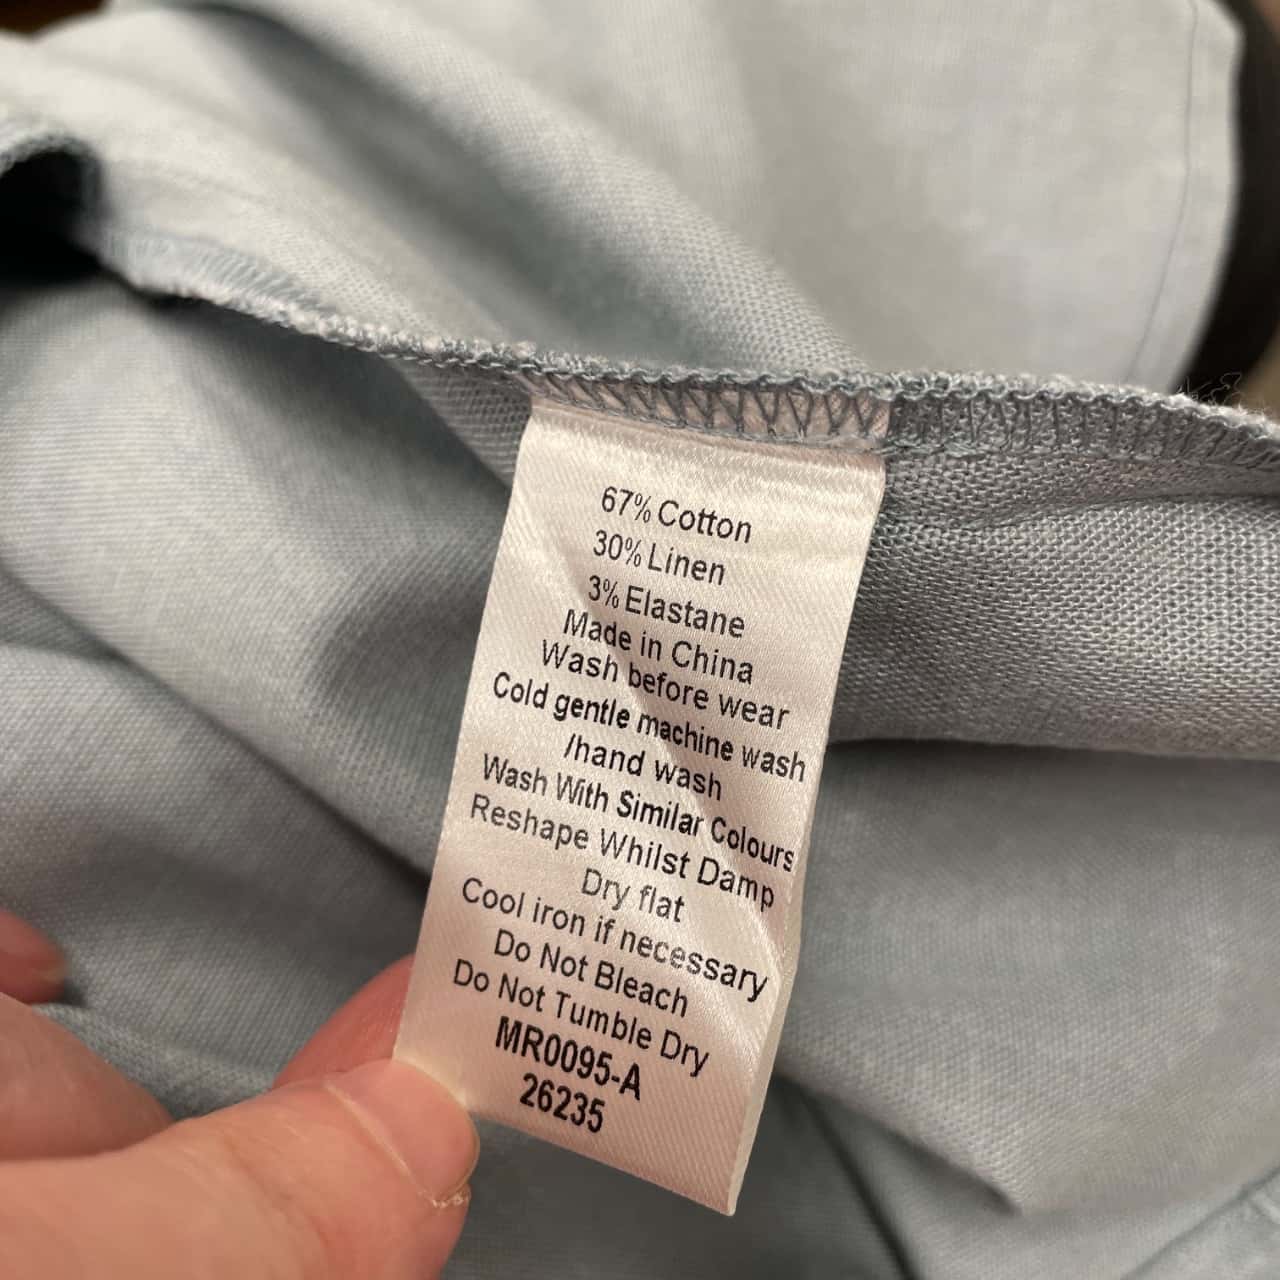 67% Cotton
30% Linen
3% Elastane
Made in China
Wash before wear
Cold gentle machine wash
/hand wash
Wash With Similar Colours
Reshape Whilst Damp
Dry flat
Cool iron if necessary
Do Not Bleach
Do Not Tumble Dry
MR0095-A
26235